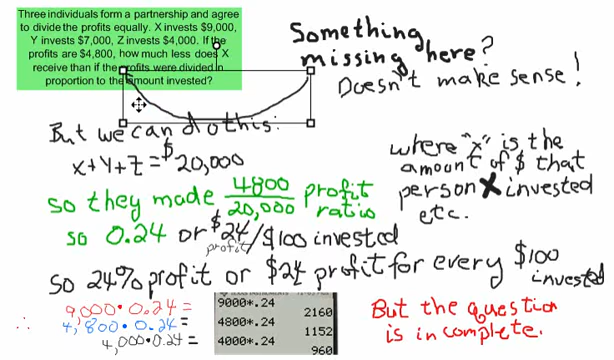 Three individuals form a partnership and agree
to divide the profits equally. X invests $9,000,
Y invests $7,000, Z invests $4,000. If the
profits are $4,800, how much less does X
receive than if the profits were divided in
proportion to the amount invested?
Something
missing here?
Doesn't make sense!
But we can do this:
x+y+z=$20,000
where "x" is the
amount of $ that
person X invested
etc.
so they made 4800/20,000 profit ratio
so 0.24 or $24 profit/$100 invested
so 24% profit or $24 profit for every $100 invested
∴ 9,000•0.24=
4,800•0.24=
4,000•0.24=
9000*.24
2160
4800*.24
1152
4000*.24
960
But the question
is incomplete.